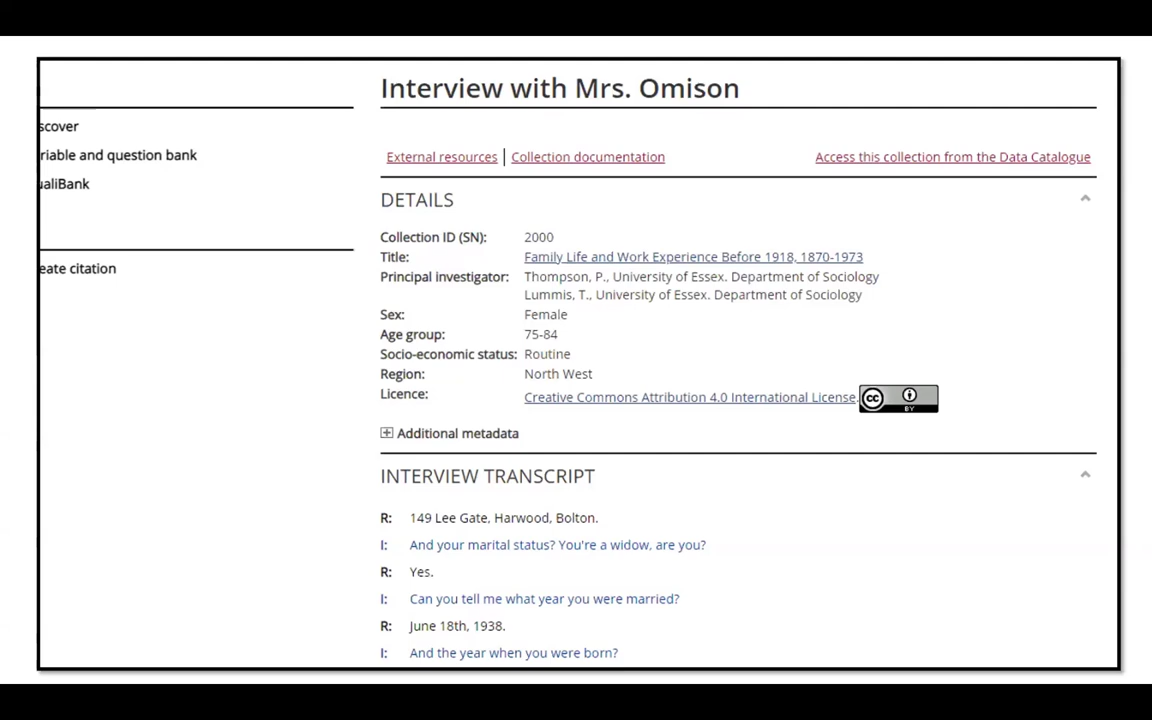 Interview with Mrs. Omison
scover
riable and question bank
ualiBank
eate citation
External resources | Collection documentation
Access this collection from the Data Catalogue
DETAILS
Collection ID (SN): 2000
Title: Family Life and Work Experience Before 1918, 1870-1973
Principal investigator: Thompson, P., University of Essex. Department of Sociology
Lummis, T., University of Essex. Department of Sociology
Sex: Female
Age group: 75-84
Socio-economic status: Routine
Region: North West
Licence: Creative Commons Attribution 4.0 International License.
cc BY
Additional metadata
INTERVIEW TRANSCRIPT
R: 149 Lee Gate, Harwood, Bolton.
I: And your marital status? You're a widow, are you?
R: Yes.
I: Can you tell me what year you were married?
R: June 18th, 1938.
I: And the year when you were born?